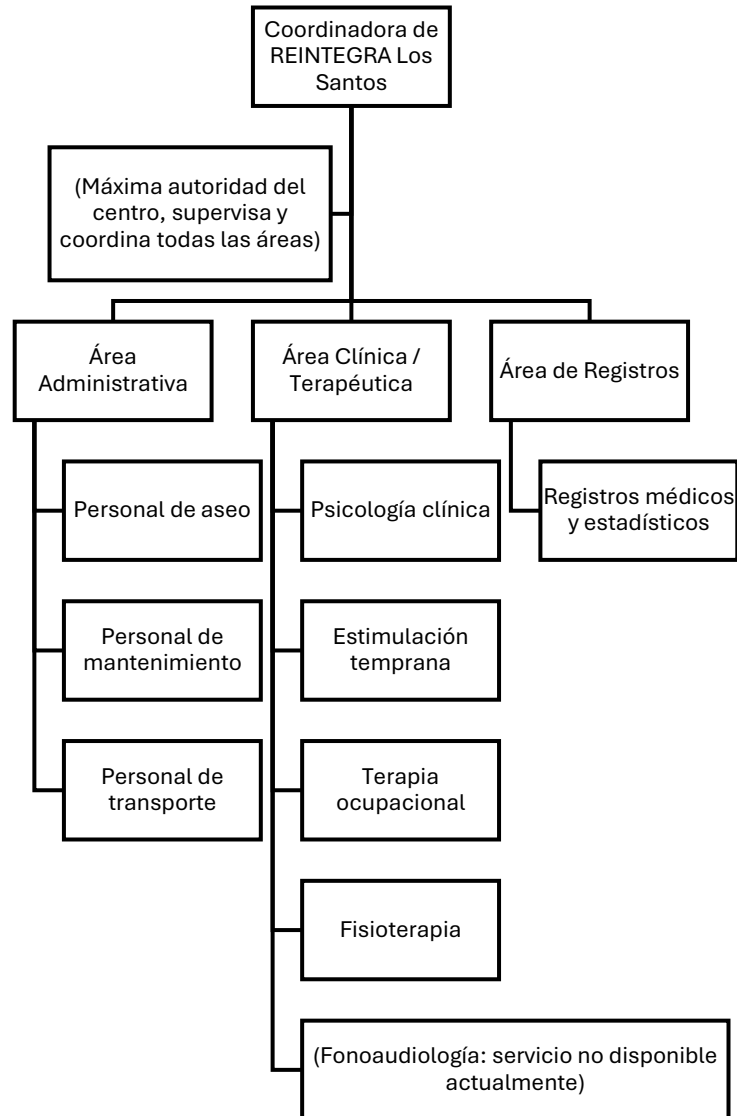 Coordinadora de
REINTEGRA Los
Santos
(Máxima autoridad del
centro, supervisa y
coordina todas las áreas)
Área
Administrativa
Personal de aseo
Personal de
mantenimiento
Personal de
transporte
Área Clínica /
Terapéutica
Psicología clínica
Estimulación
temprana
Terapia
ocupacional
Fisioterapia
(Fonoaudiología: servicio no disponible
actualmente)
Área de Registros
Registros médicos
y estadísticos